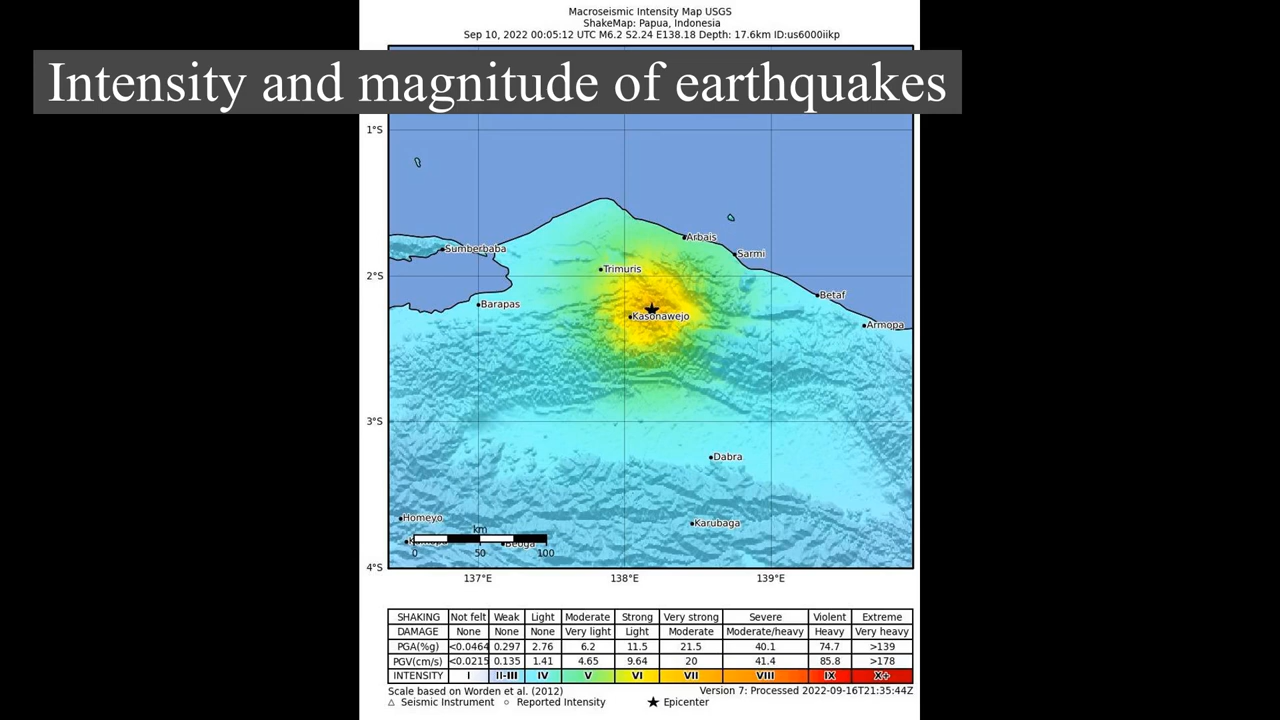 Macroseismic Intensity Map USGS
ShakeMap: Papua, Indonesia
Sep 10, 2022 00:05:12 UTC M6.2 S2.24 E138.18 Depth: 17.6km ID:us6000iikp
Intensity and magnitude of earthquakes
1°S
Arbais
Sumberbaba
Sarmi
Trimuris
2°S
Betaf
Barapas
Kasonawejo
Armopa
3°S
Dabra
Homeyo
Karubaga
km
Beoga
0 50 100
4°S
137°E 138°E 139°E
SHAKING Not felt Weak Light Moderate Strong Very strong Severe Violent Extreme
DAMAGE None None None Very light Light Moderate Moderate/heavy Heavy Very heavy
PGA(%g) <0.0464 0.297 2.76 6.2 11.5 21.5 40.1 74.7 >139
PGV(cm/s) <0.0215 0.135 1.41 4.65 9.64 20 41.4 85.8 >178
INTENSITY I II-III IV V VI VII VIII IX X+
Scale based on Worden et al. (2012) Version 7: Processed 2022-09-16T21:35:44Z
△ Seismic Instrument ○ Reported Intensity ★ Epicenter